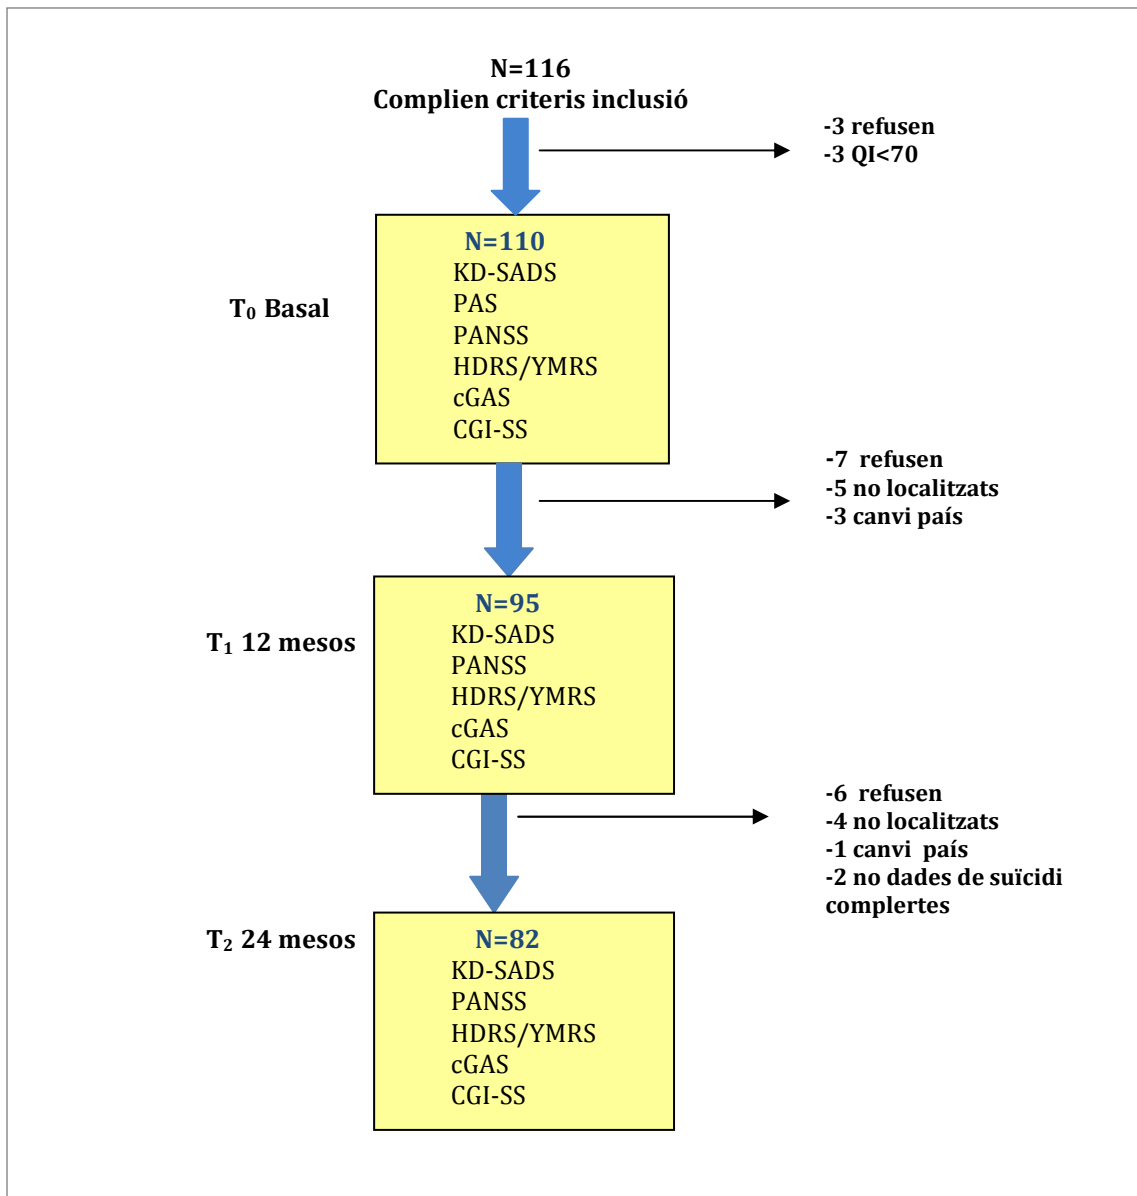 N=116
Complien criteris inclusió
-3 refusen
-3 QI<70
T₀ Basal
N=110
KD-SADS
PAS
PANSS
HDRS/YMRS
cGAS
CGI-SS
-7 refusen
-5 no localitzats
-3 canvi país
T₁ 12 mesos
N=95
KD-SADS
PANSS
HDRS/YMRS
cGAS
CGI-SS
-6 refusen
-4 no localitzats
-1 canvi país
-2 no dades de suïcidi
complertes
T₂ 24 mesos
N=82
KD-SADS
PANSS
HDRS/YMRS
cGAS
CGI-SS